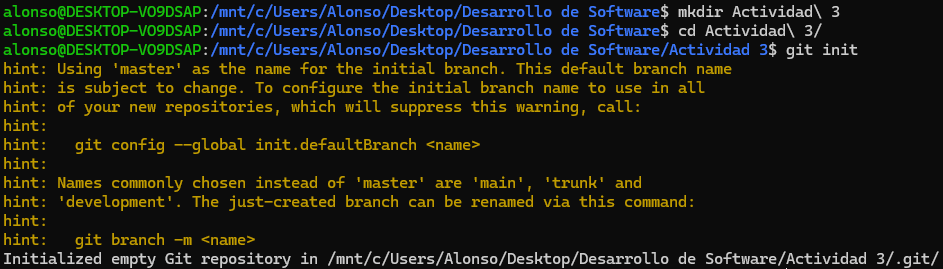 alonso@DESKTOP-VO9DSAP:/mnt/c/Users/Alonso/Desktop/Desarrollo de Software$ mkdir Actividad\ 3
alonso@DESKTOP-VO9DSAP:/mnt/c/Users/Alonso/Desktop/Desarrollo de Software$ cd Actividad\ 3/
alonso@DESKTOP-VO9DSAP:/mnt/c/Users/Alonso/Desktop/Desarrollo de Software/Actividad 3$ git init
hint: Using 'master' as the name for the initial branch. This default branch name
hint: is subject to change. To configure the initial branch name to use in all
hint: of your new repositories, which will suppress this warning, call:
hint:
hint:   git config --global init.defaultBranch <name>
hint:
hint: Names commonly chosen instead of 'master' are 'main', 'trunk' and
hint: 'development'. The just-created branch can be renamed via this command:
hint:
hint:   git branch -m <name>
Initialized empty Git repository in /mnt/c/Users/Alonso/Desktop/Desarrollo de Software/Actividad 3/.git/